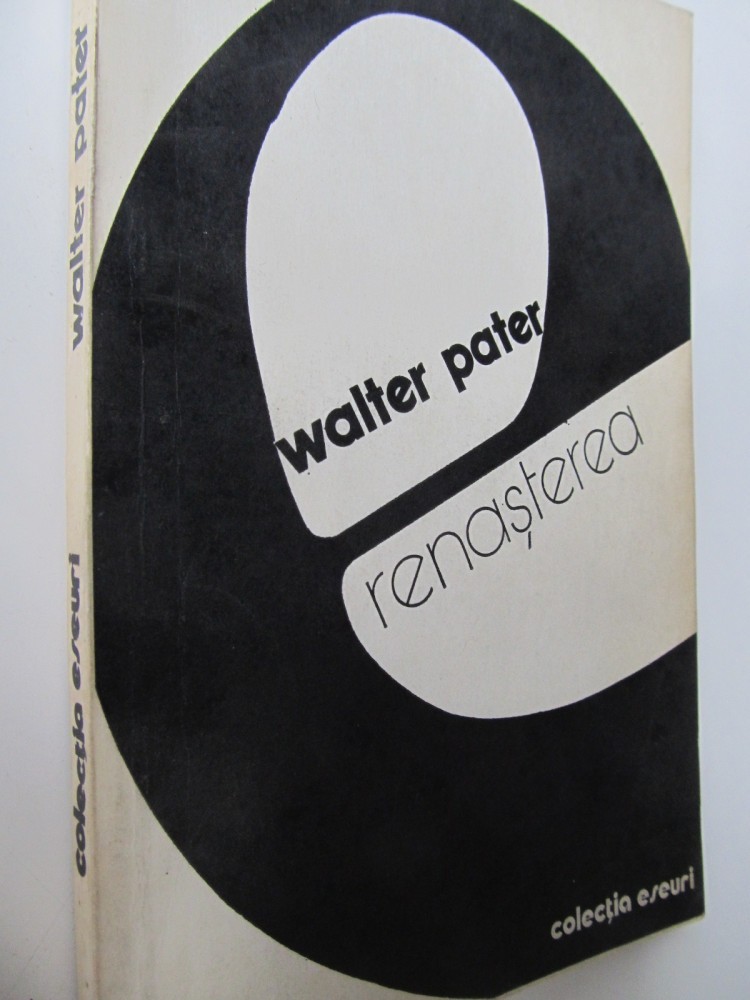 walter pater
renașterea
colecția eseuri
walter pater
colecția eseuri